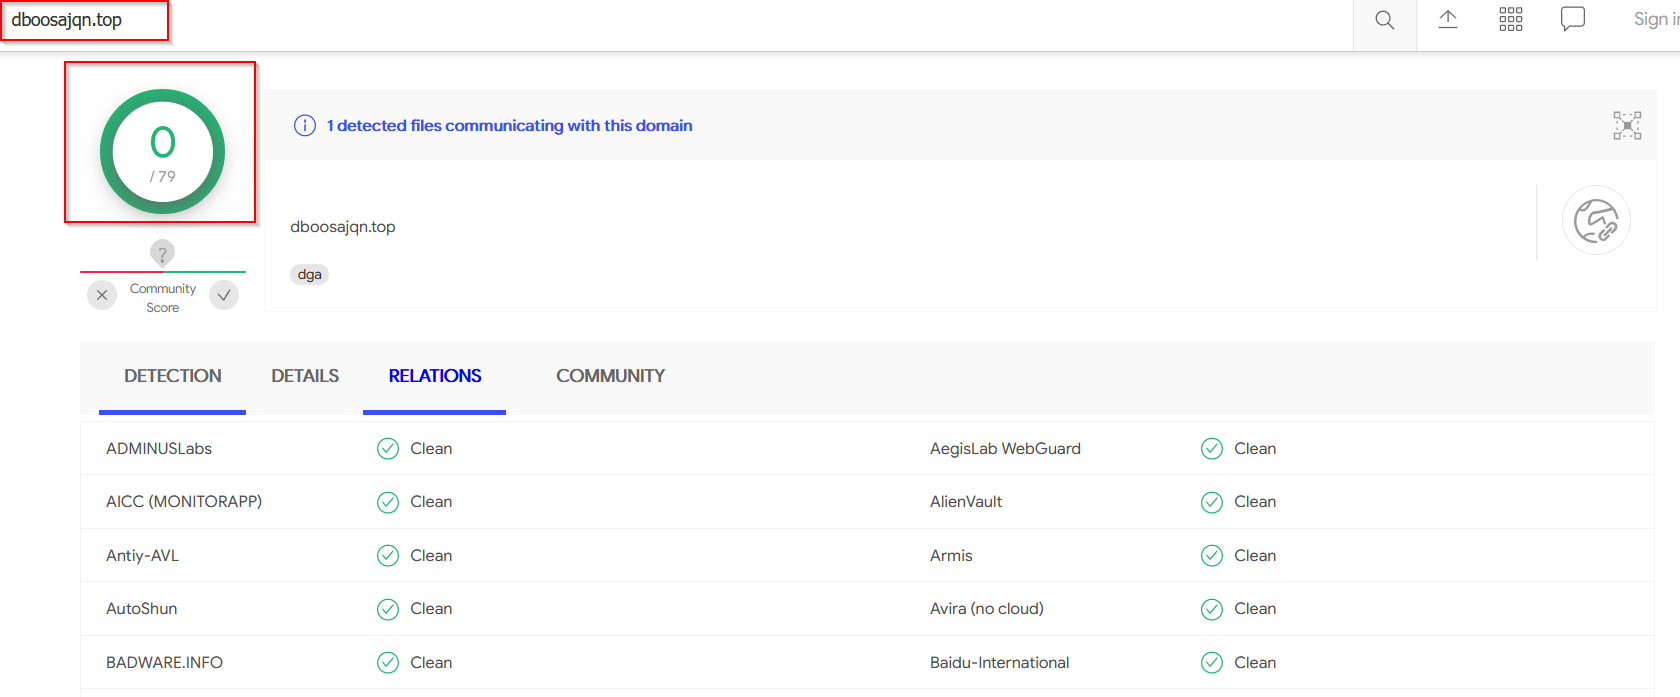 dboosajqn.top
Sign i
0
/ 79
1 detected files communicating with this domain
dboosajqn.top
dga
?
Community
Score
DETECTION DETAILS RELATIONS COMMUNITY
ADMINUSLabs Clean AegisLab WebGuard Clean
AICC (MONITORAPP) Clean AlienVault Clean
Antiy-AVL Clean Armis Clean
AutoShun Clean Avira (no cloud) Clean
BADWARE.INFO Clean Baidu-International Clean